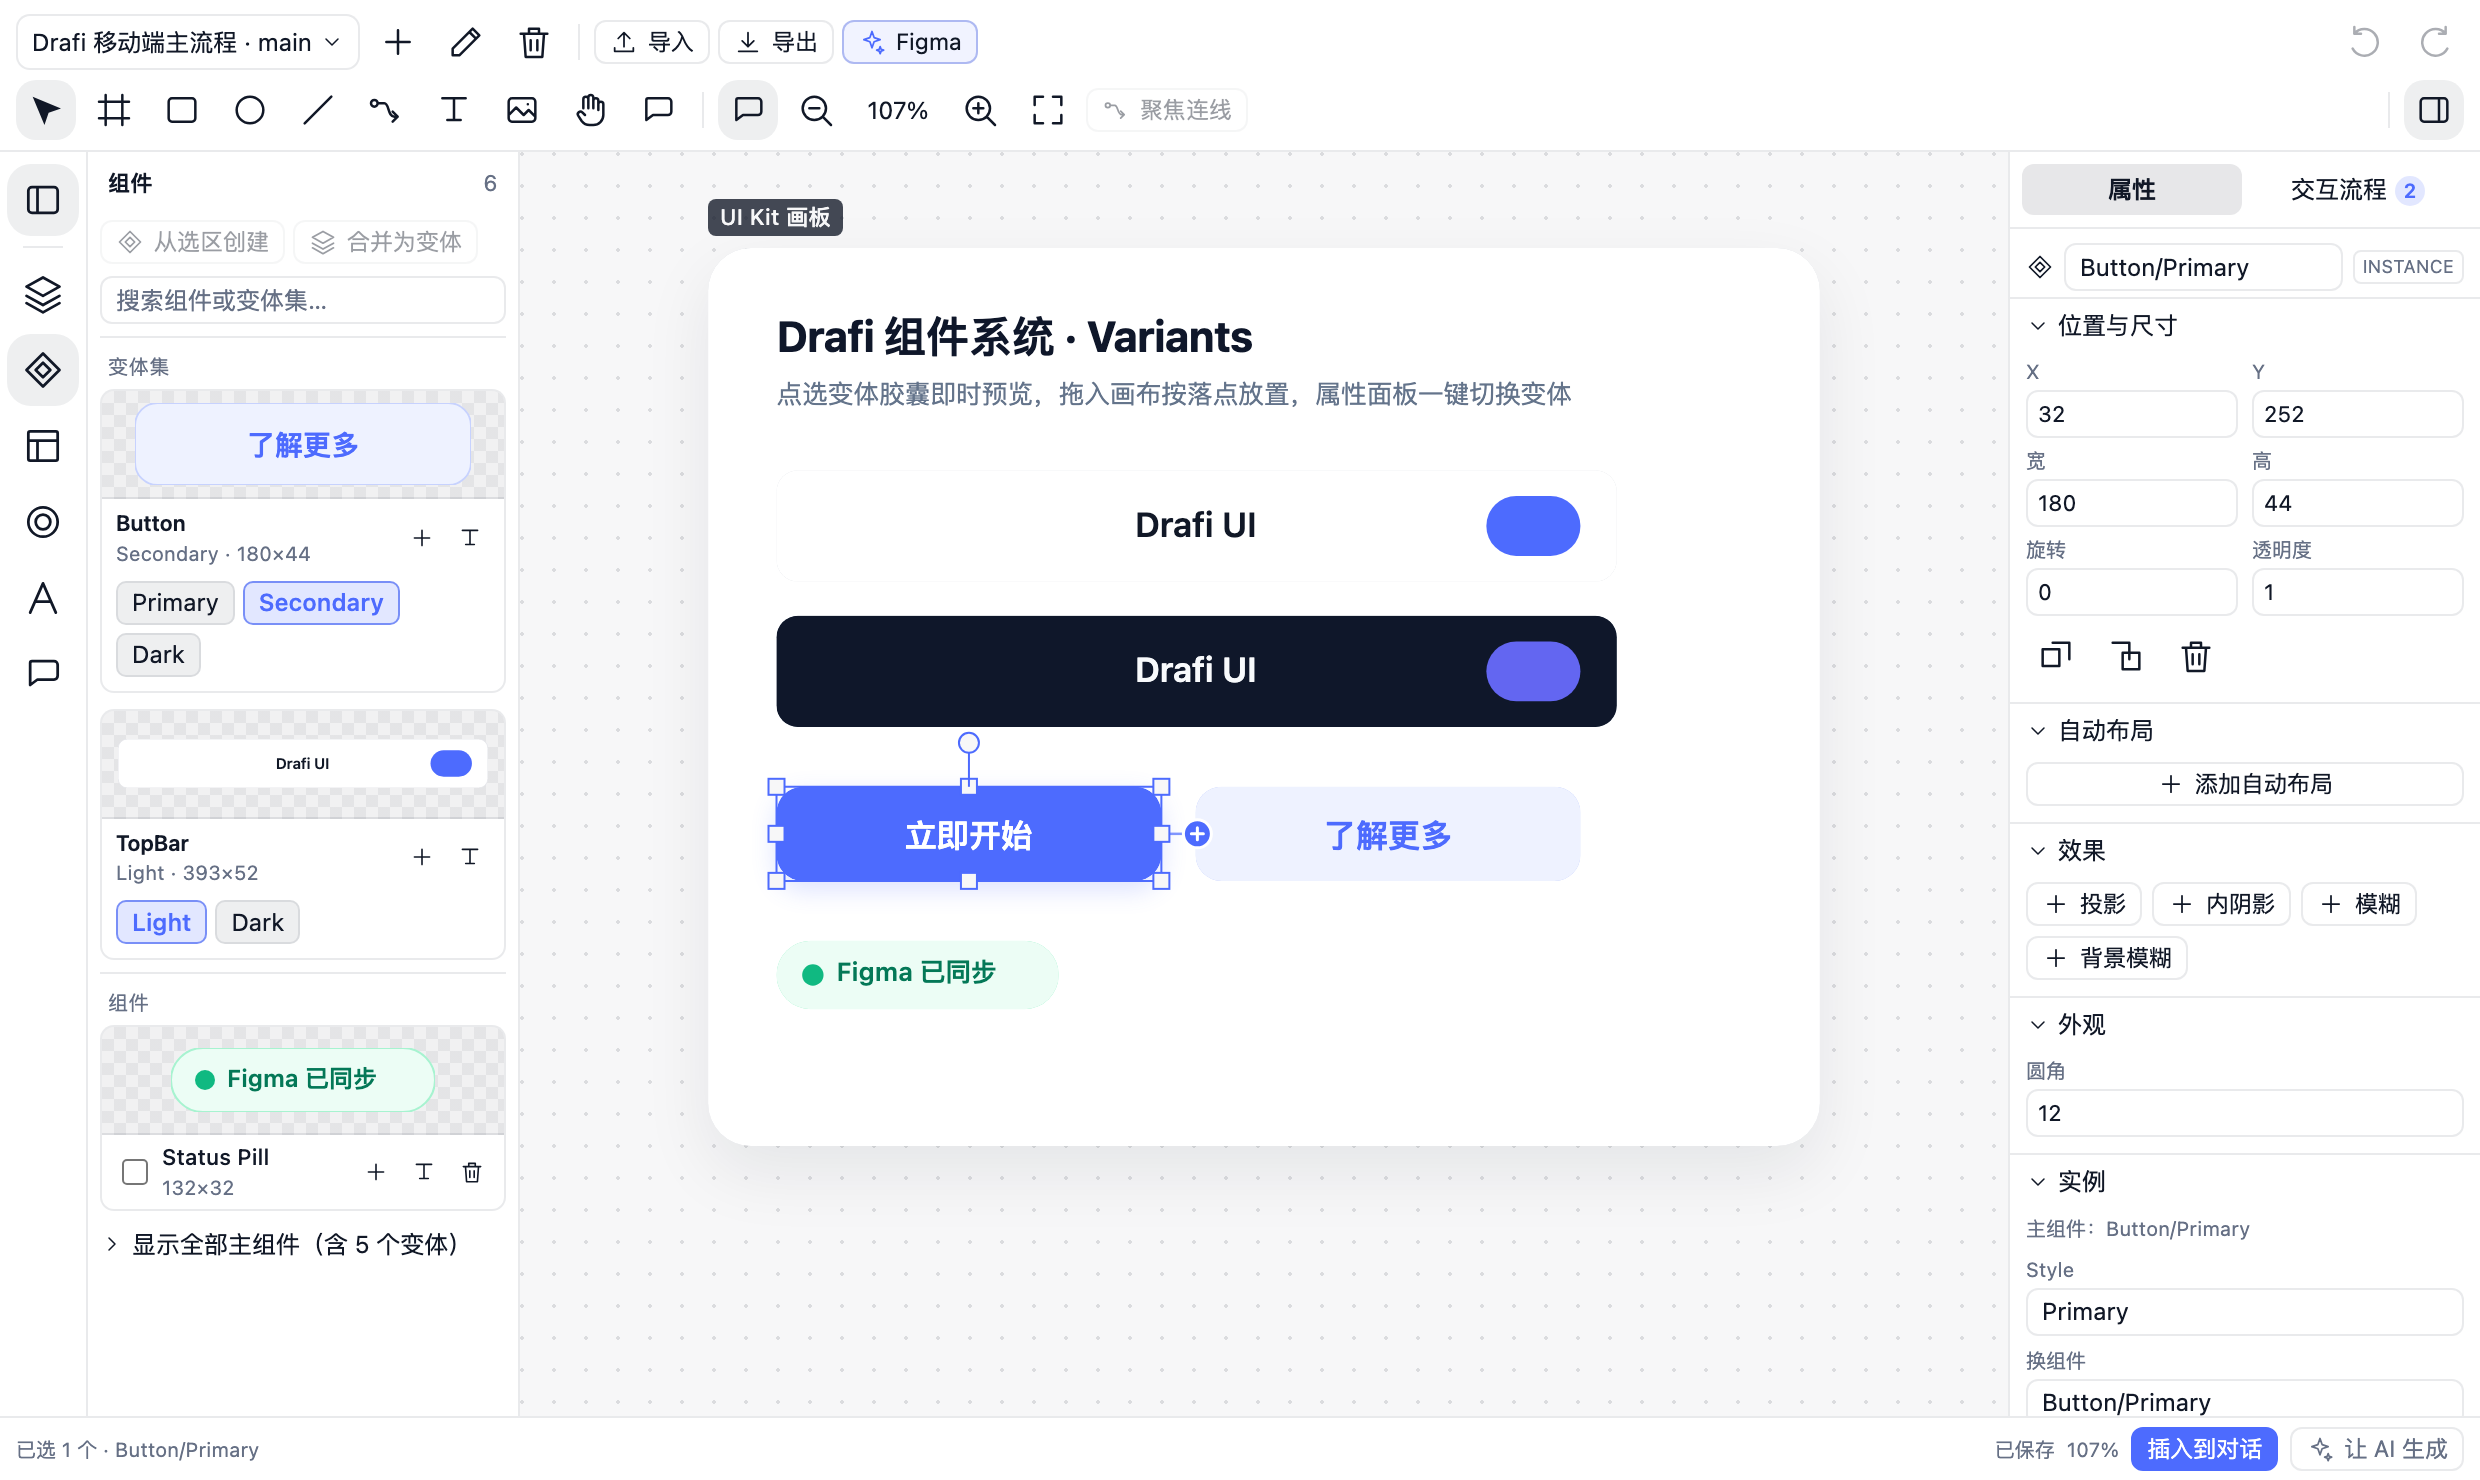 Drafi 移动端主流程 · main
导入
导出
Figma
107%
聚焦连线
组件
6
从选区创建
合并为变体
搜索组件或变体集...
变体集
了解更多
Button
Secondary · 180×44
Primary
Secondary
Dark
Drafi UI
TopBar
Light · 393×52
Light
Dark
组件
Figma 已同步
Status Pill
132×32
显示全部主组件（含 5 个变体）
UI Kit 画板
Drafi 组件系统 · Variants
点选变体胶囊即时预览，拖入画布按落点放置，属性面板一键切换变体
Drafi UI
Drafi UI
立即开始
了解更多
Figma 已同步
属性
交互流程 2
Button/Primary
INSTANCE
位置与尺寸
X
Y
32
252
宽
高
180
44
旋转
透明度
0
1
自动布局
添加自动布局
效果
投影
内阴影
模糊
背景模糊
外观
圆角
12
实例
主组件：Button/Primary
Style
Primary
换组件
Button/Primary
已选 1 个 · Button/Primary
已保存
107%
插入到对话
让 AI 生成